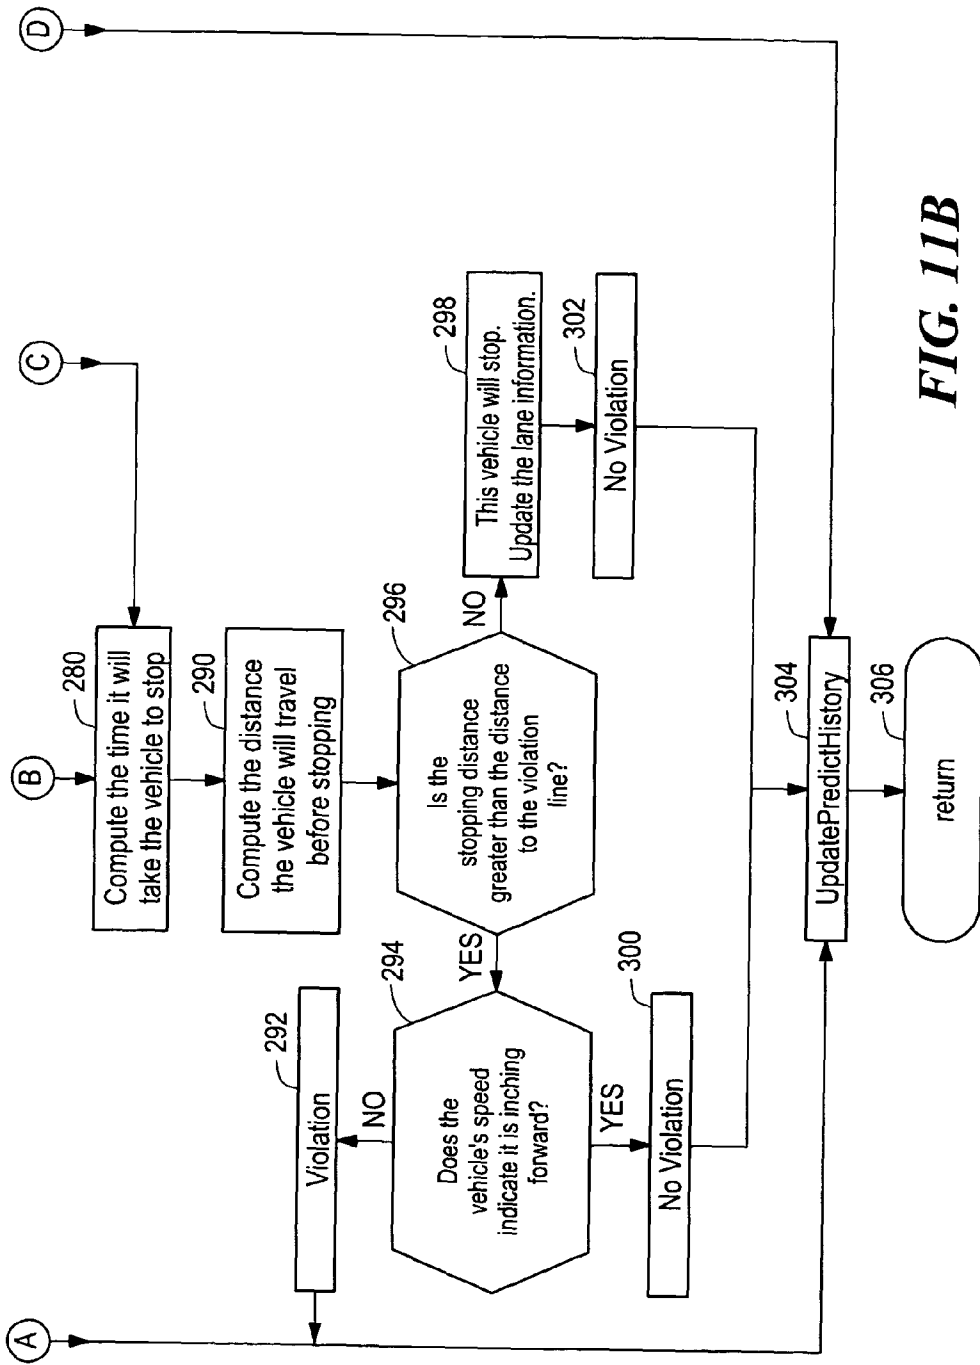 A
B
C
D
280
Compute the time it will
take the vehicle to stop
290
Compute the distance
the vehicle will travel
before stopping
296
Is the
stopping distance
greater than the distance
to the violation
line?
YES
NO
292
Violation
NO
294
Does the
vehicle's speed
indicate it is inching
forward?
YES
300
No Violation
298
This vehicle will stop.
Update the lane information.
302
No Violation
304
UpdatePredictHistory
306
return
FIG. 11B